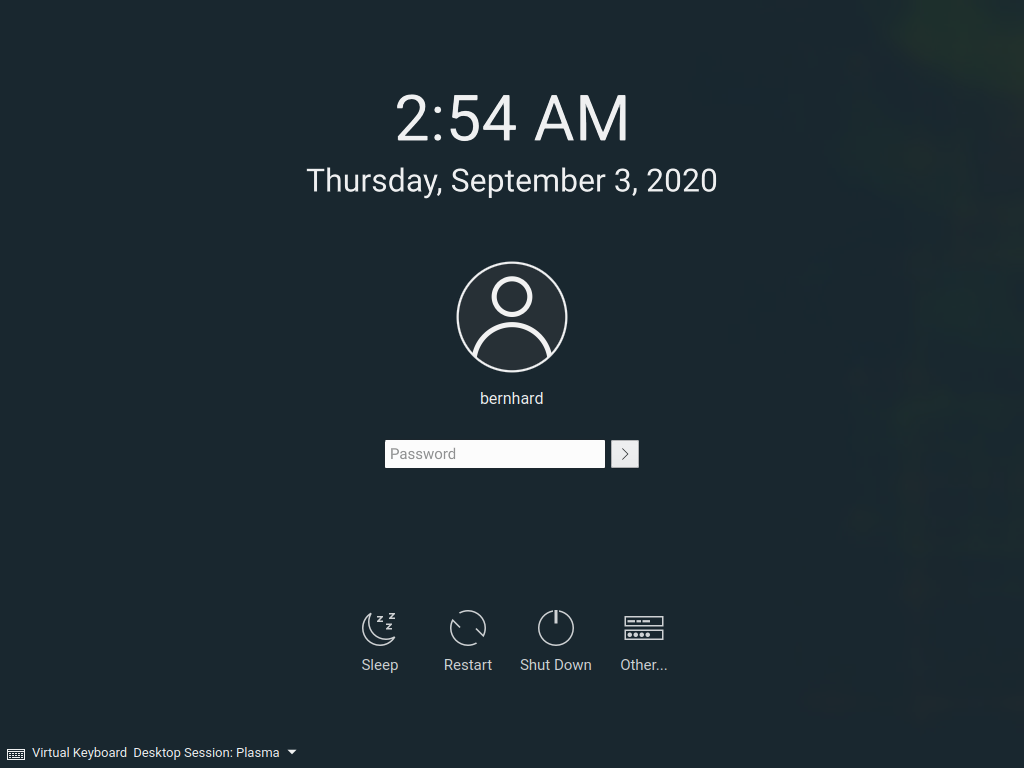 2:54 AM
Thursday, September 3, 2020
bernhard
Password
Sleep Restart Shut Down Other...
Virtual Keyboard Desktop Session: Plasma